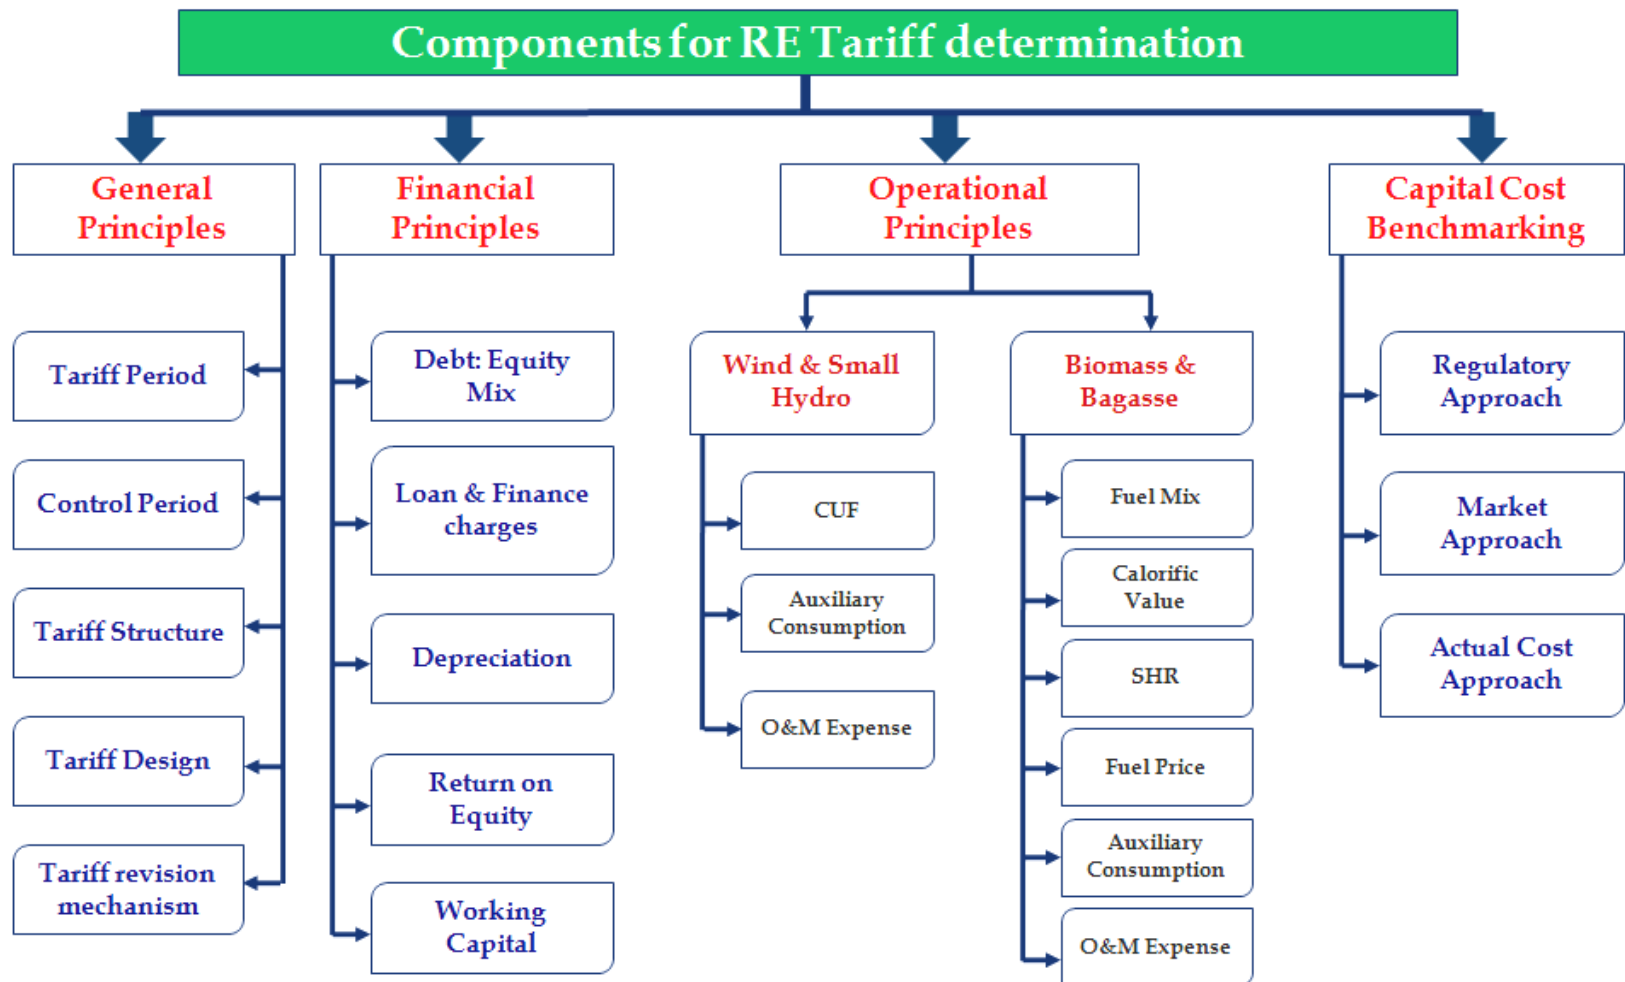 Components for RE Tariff determination
General
Principles
Tariff Period
Control Period
Tariff Structure
Tariff Design
Tariff revision
mechanism
Financial
Principles
Debt: Equity
Mix
Loan & Finance
charges
Depreciation
Return on
Equity
Working
Capital
Operational
Principles
Wind & Small
Hydro
CUF
Auxiliary
Consumption
O&M Expense
Biomass &
Bagasse
Fuel Mix
Calorific
Value
SHR
Fuel Price
Auxiliary
Consumption
O&M Expense
Capital Cost
Benchmarking
Regulatory
Approach
Market
Approach
Actual Cost
Approach